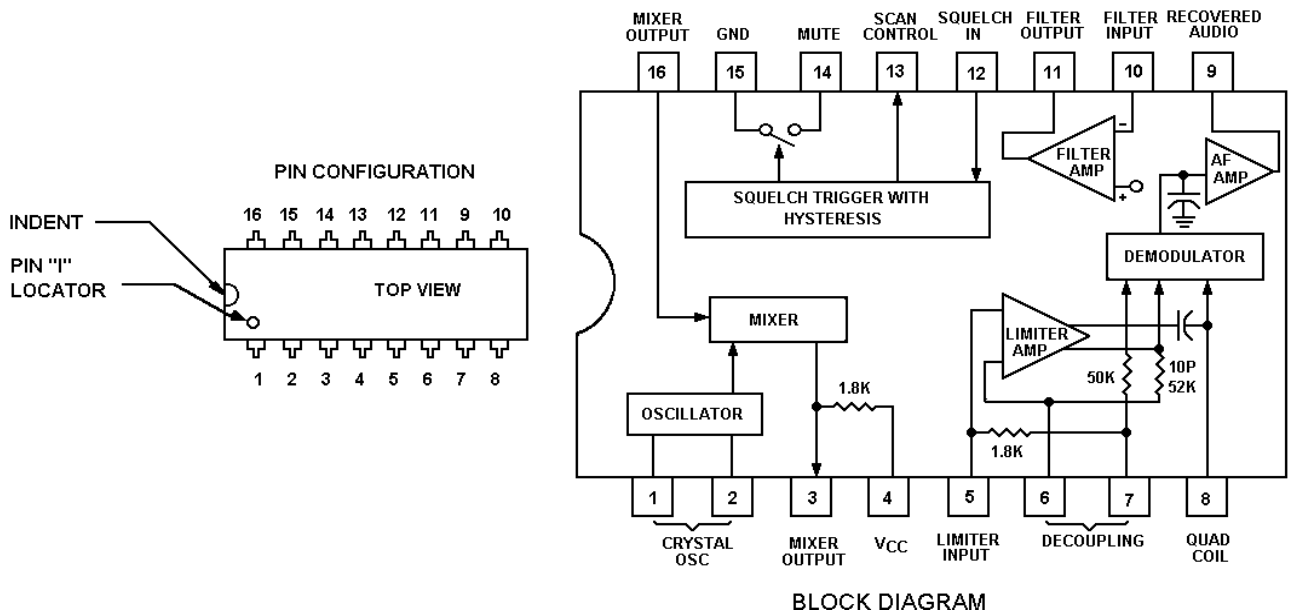 PIN CONFIGURATION
INDENT
PIN "I"
LOCATOR
16 15 14 13 12 11 9 10
TOP VIEW
1 2 3 4 5 6 7 8
MIXER
OUTPUT
GND
MUTE
SCAN
CONTROL
SQUELCH
IN
FILTER
OUTPUT
FILTER
INPUT
RECOVERED
AUDIO
16 15 14 13 12 11 10 9
SQUELCH TRIGGER WITH
HYSTERESIS
-
FILTER
AMP
+
AF
AMP
DEMODULATOR
MIXER
LIMITER
AMP
OSCILLATOR
1.8K
50K
10P
52K
1.8K
1 2 3 4 5 6 7 8
CRYSTAL
OSC
MIXER
OUTPUT
VCC
LIMITER
INPUT
DECOUPLING
QUAD
COIL
BLOCK DIAGRAM